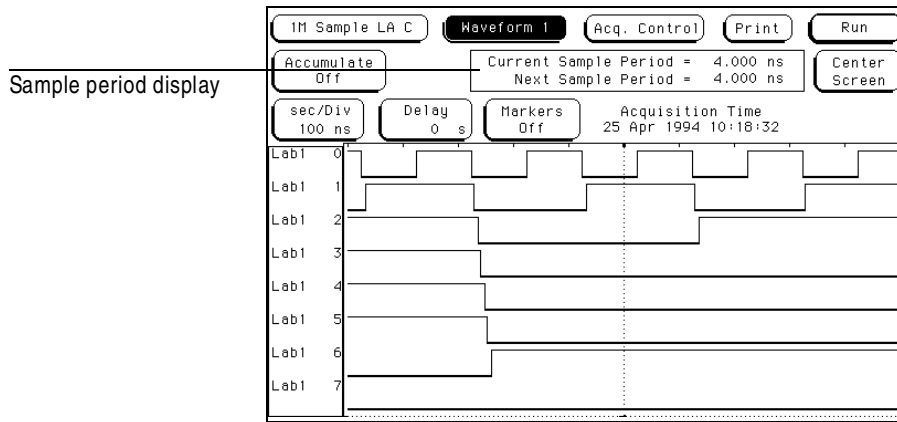 1M Sample LA C Waveform 1 Acq. Control Print Run
Accumulate
Off
Current Sample Period = 4.000 ns
Next Sample Period = 4.000 ns
Center
Screen
Sample period display
sec/Div
100 ns
Delay
0 s
Markers
Off
Acquisition Time
25 Apr 1994 10:18:32
Lab1 0
Lab1 1
Lab1 2
Lab1 3
Lab1 4
Lab1 5
Lab1 6
Lab1 7